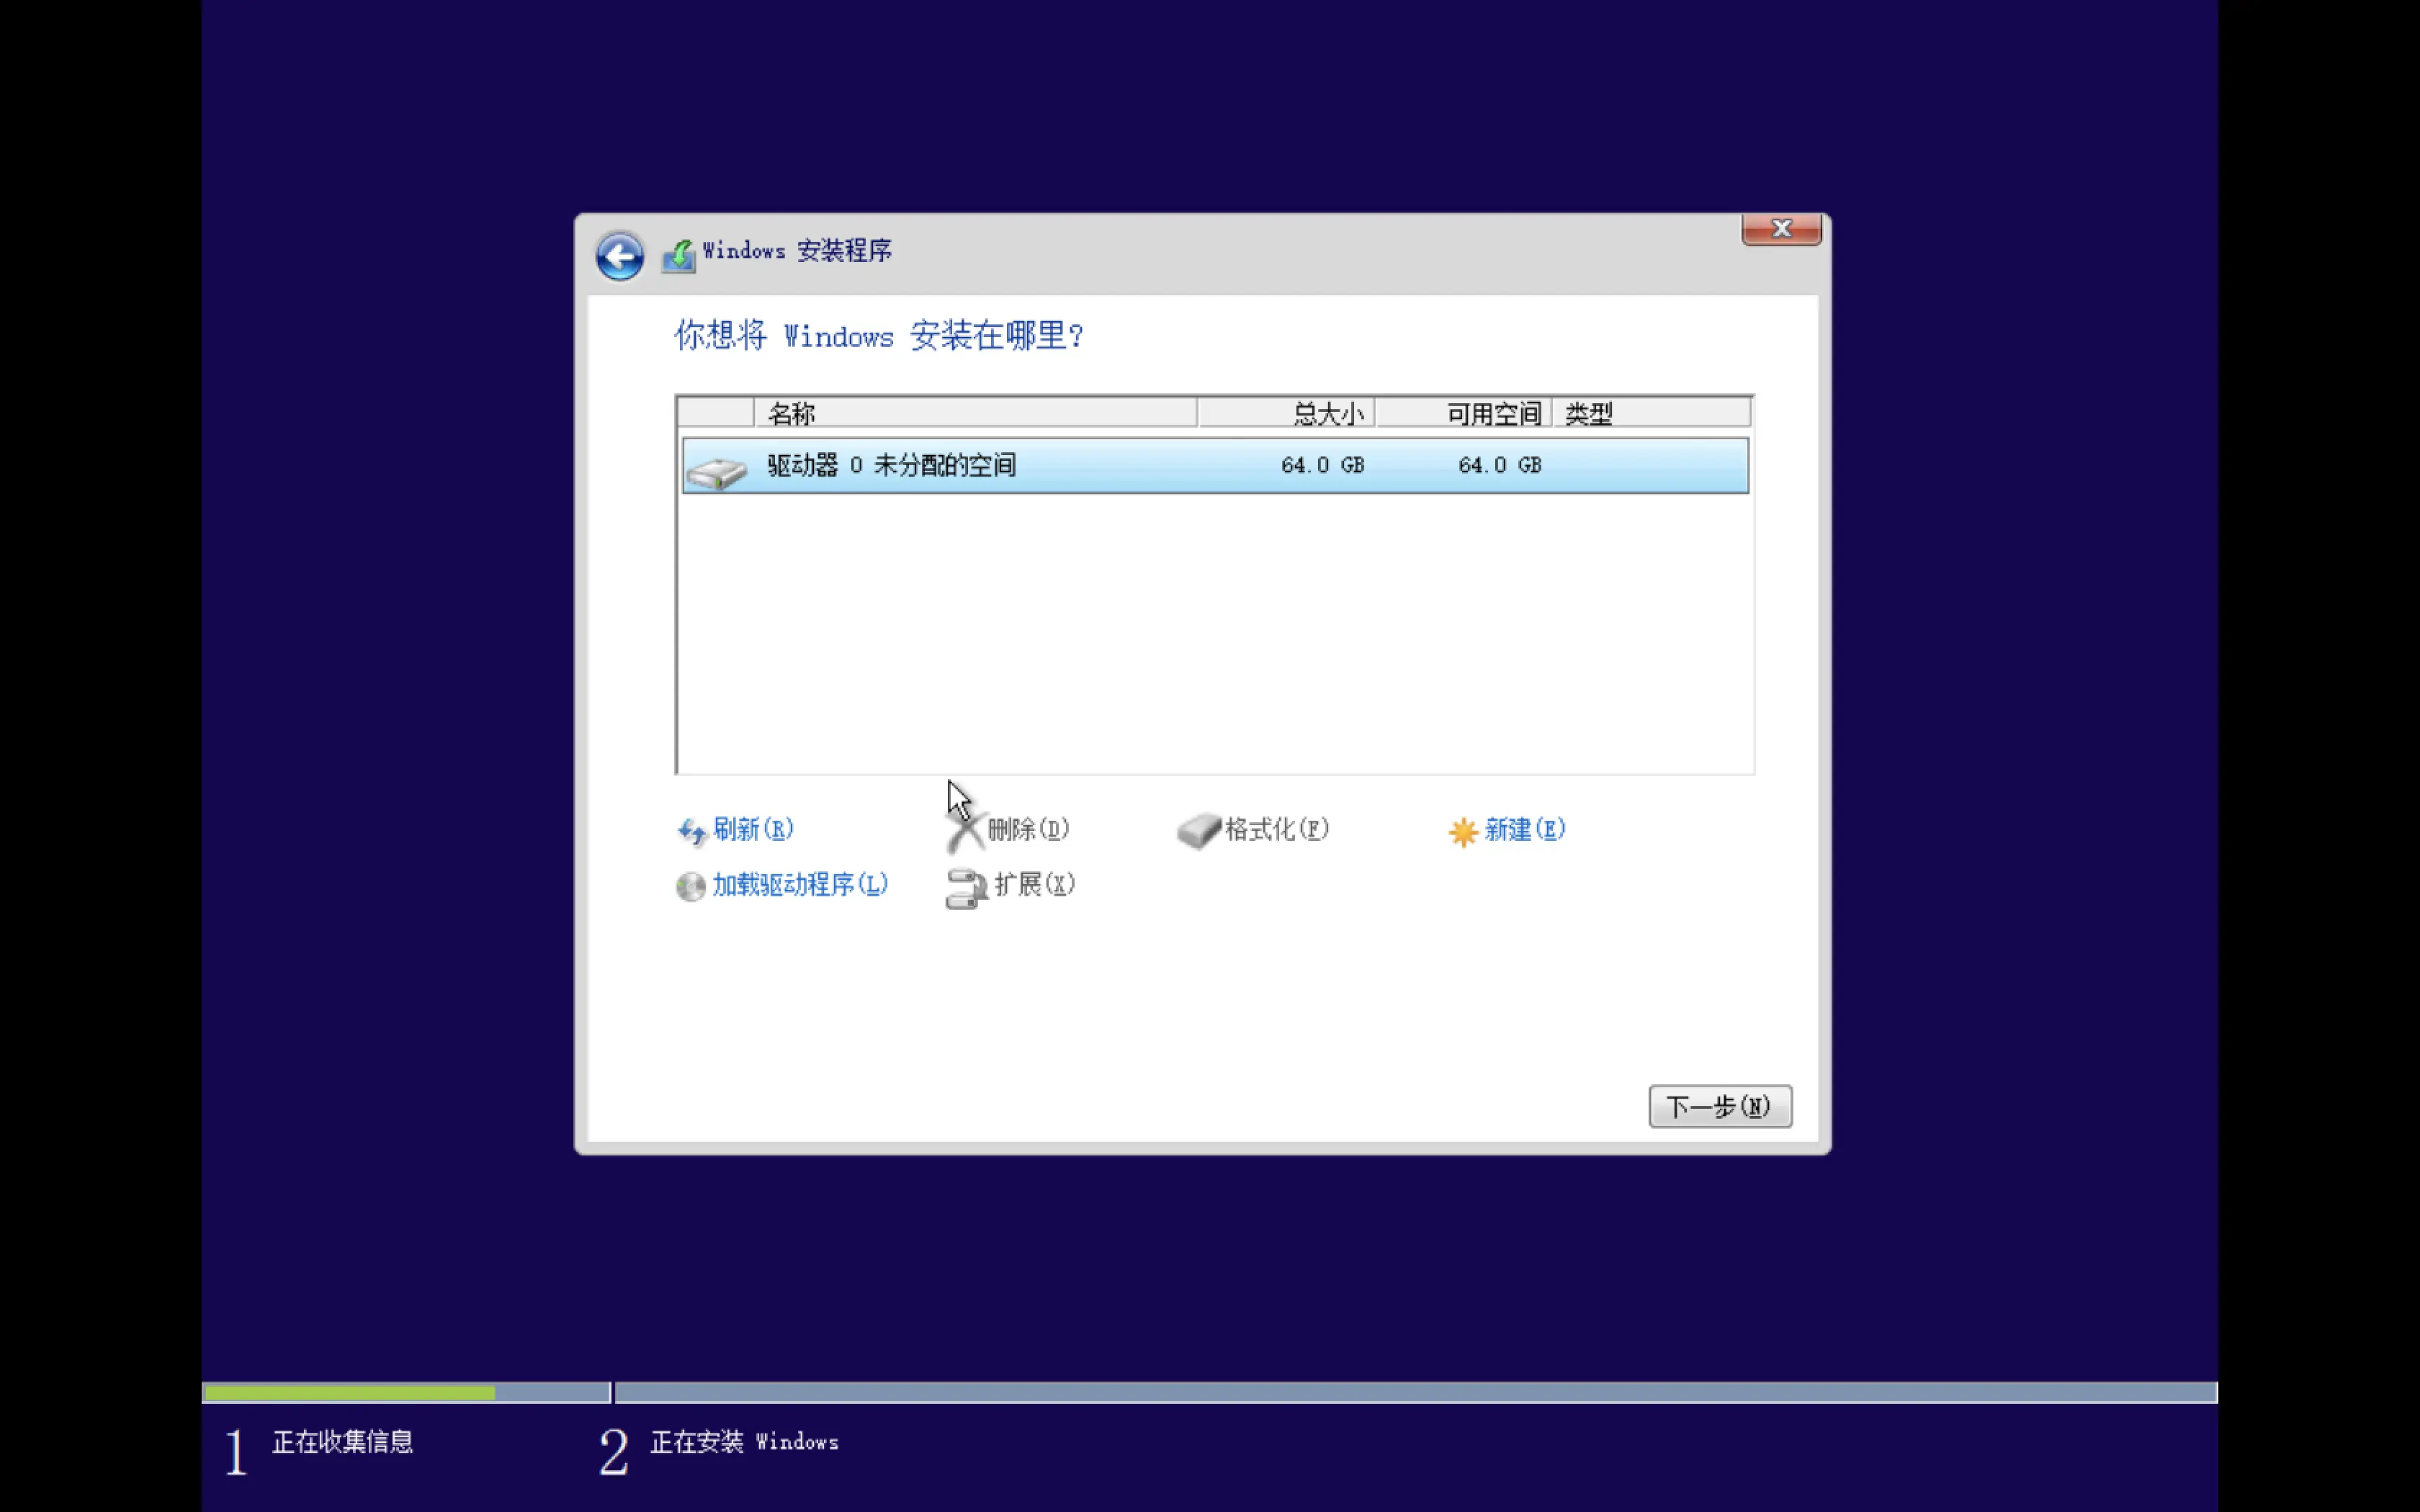 Windows 安装程序
你想将 Windows 安装在哪里?
名称 总大小 可用空间 类型
驱动器 0 未分配的空间 64.0 GB 64.0 GB
刷新(R) 删除(D) 格式化(F) 新建(E)
加载驱动程序(L) 扩展(X)
下一步(N)
1 正在收集信息 2 正在安装 Windows